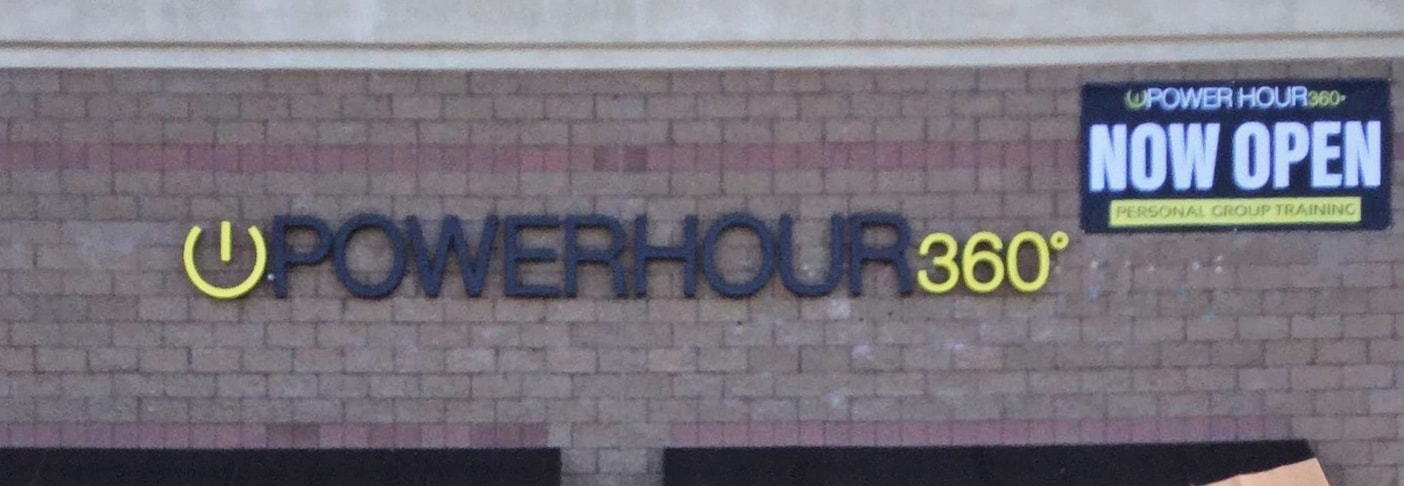 POWERHOUR360°
POWER HOUR360°
NOW OPEN
PERSONAL GROUP TRAINING